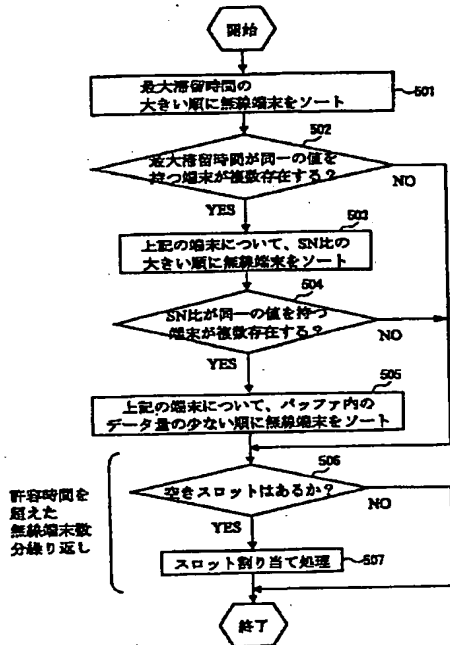 開始
最大滞留時間の
大きい順に無線端末をソート
501
502
最大滞留時間が同一の値を
持つ端末が複数存在する?
NO
YES
503
上記の端末について、SN比の
大きい順に無線端末をソート
504
SN比が同一の値を持つ
端末が複数存在する?
NO
YES
505
上記の端末について、バッファ内の
データ量の少ない順に無線端末をソート
506
許容時間を
超えた
無線端末数
分繰り返し
空きスロットはあるか?
NO
YES
スロット割り当て処理
507
終了